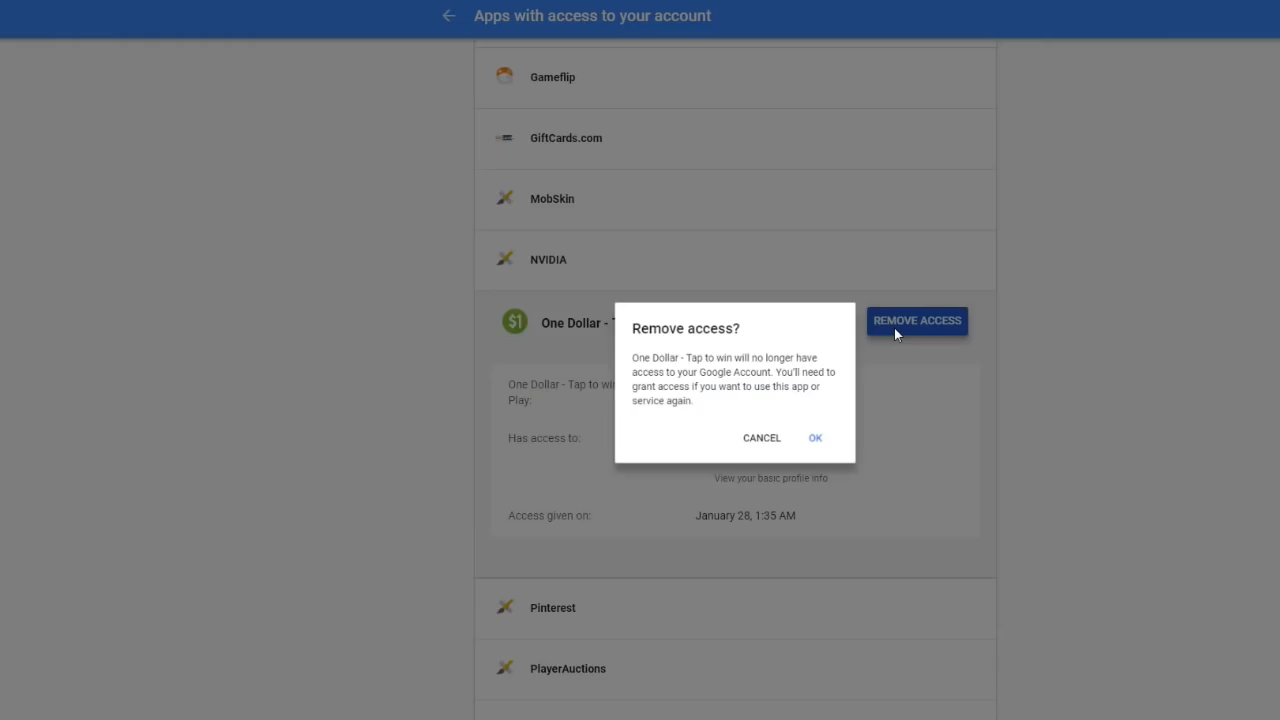 Apps with access to your account
Gameflip
GiftCards.com
MobSkin
NVIDIA
$1
One Dollar -
REMOVE ACCESS
Remove access?
One Dollar - Tap to win will no longer have
access to your Google Account. You'll need to
grant access if you want to use this app or
service again.
CANCEL
OK
One Dollar - Tap to
Play:
Has access to:
View your basic profile info
Access given on:
January 28, 1:35 AM
Pinterest
PlayerAuctions